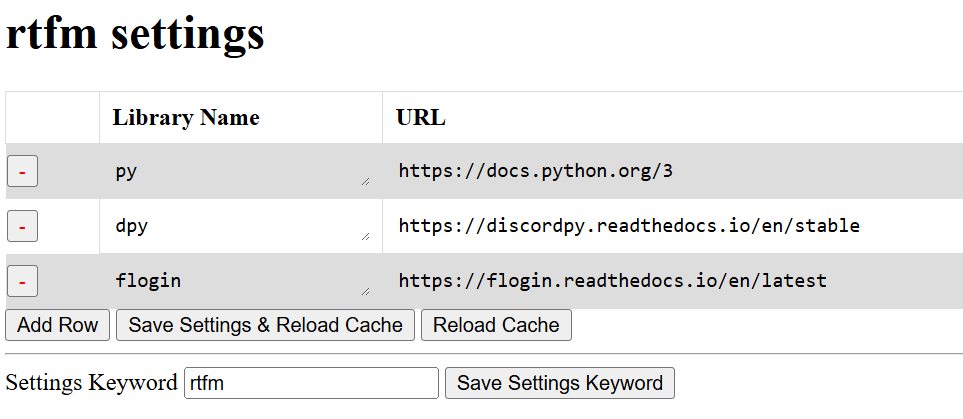 rtfm settings
Library Name URL
- py https://docs.python.org/3
- dpy https://discordpy.readthedocs.io/en/stable
- flogin https://flogin.readthedocs.io/en/latest
Add Row Save Settings & Reload Cache Reload Cache
Settings Keyword rtfm Save Settings Keyword